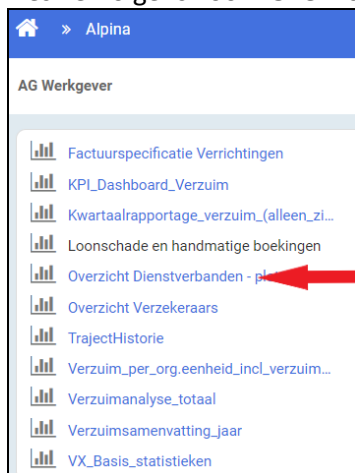 » Alpina
AG Werkgever
Factuurspecificatie Verrichtingen
KPI_Dashboard_Verzuim
Kwartaalrapportage_verzuim_(alleen_zi...
Loonschade en handmatige boekingen
Overzicht Dienstverbanden -
Overzicht Verzekeraars
TrajectHistorie
Verzuim_per_org.eenheid_incl_verzuim...
Verzuimanalyse_totaal
Verzuimsamenvatting_jaar
VX_Basis_statistieken